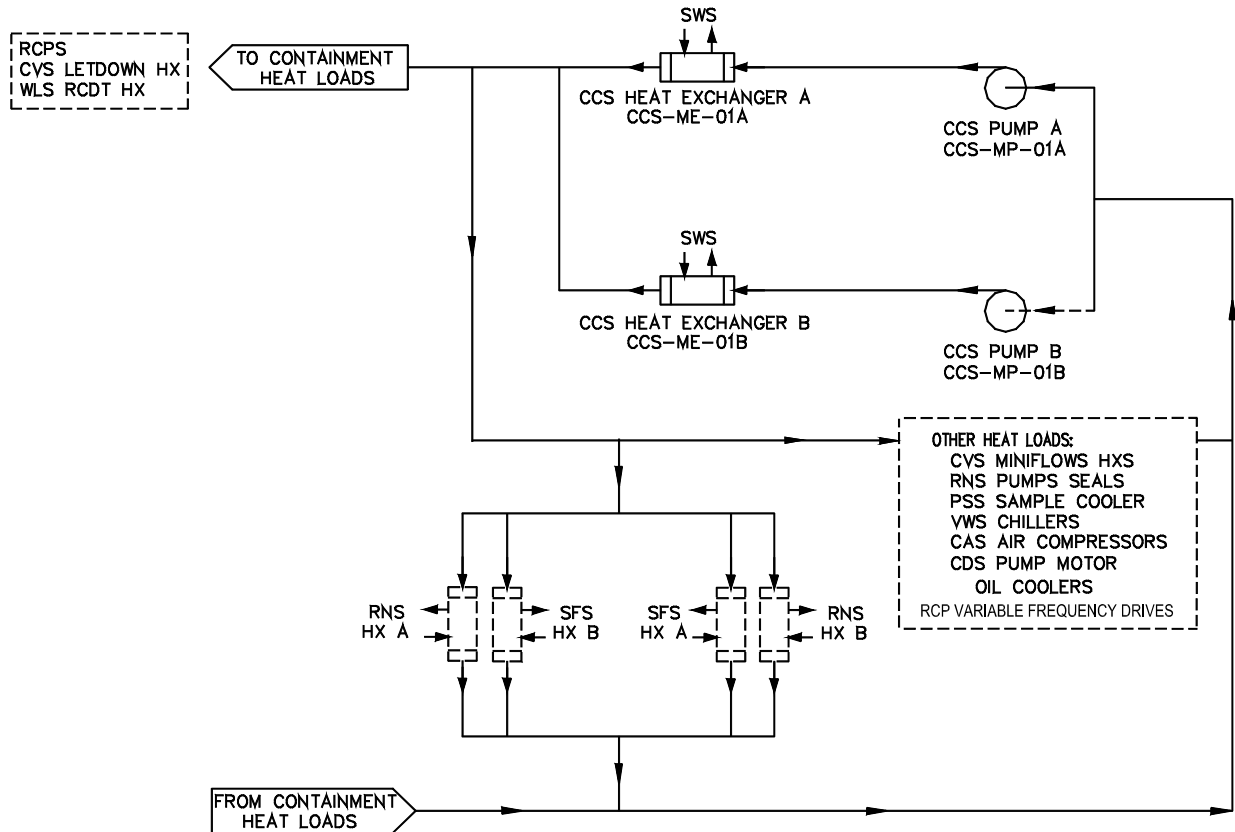 SWS
RCPS
CVS LETDOWN HX
WLS RCDT HX
TO CONTAINMENT
HEAT LOADS
CCS HEAT EXCHANGER A
CCS-ME-01A
CCS PUMP A
CCS-MP-01A
SWS
CCS HEAT EXCHANGER B
CCS-ME-01B
CCS PUMP B
CCS-MP-01B
OTHER HEAT LOADS:
CVS MINIFLOWS HXS
RNS PUMPS SEALS
PSS SAMPLE COOLER
VWS CHILLERS
CAS AIR COMPRESSORS
CDS PUMP MOTOR
OIL COOLERS
RCP VARIABLE FREQUENCY DRIVES
RNS
HX A
SFS
HX B
SFS
HX A
RNS
HX B
FROM CONTAINMENT
HEAT LOADS